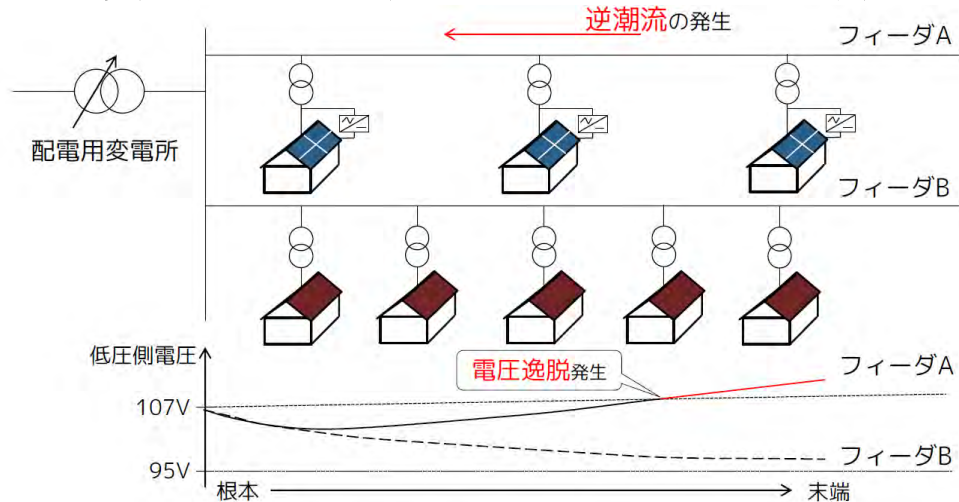 逆潮流の発生
フィーダA
配電用変電所
フィーダB
低圧側電圧
電圧逸脱発生
フィーダA
107V
フィーダB
95V
根本
末端